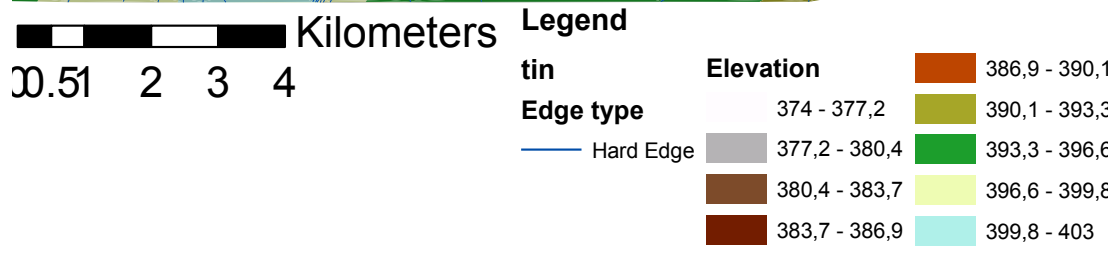 Kilometers
00.51 2 3 4
Legend
tin
Edge type
Hard Edge
Elevation
374 - 377,2
377,2 - 380,4
380,4 - 383,7
383,7 - 386,9
386,9 - 390,1
390,1 - 393,3
393,3 - 396,6
396,6 - 399,8
399,8 - 403